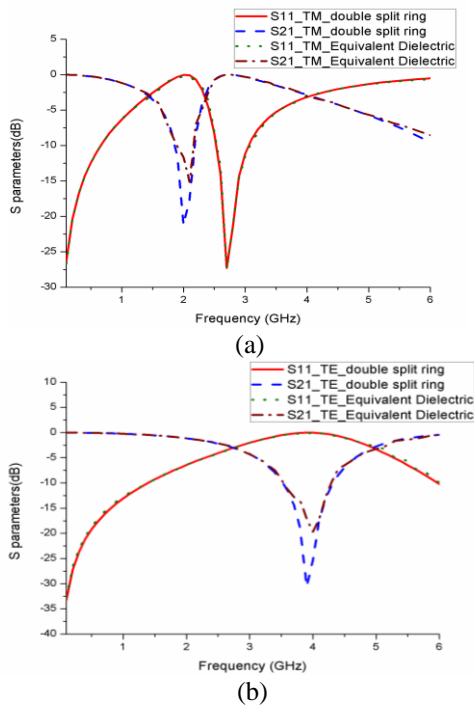 S11_TM_double split ring
S21_TM_double split ring
S11_TM_Equivalent Dielectric
S21_TM_Equivalent Dielectric
0
-5
-10
-15
-20
-25
-30
S parameters(dB)
1 2 3 4 5 6
Frequency (GHz)
(a)
S11_TE_double split ring
S21_TE_double split ring
S11_TE_Equivalent Dielectric
S21_TE_Equivalent Dielectric
10
5
0
-5
-10
-15
-20
-25
-30
-35
-40
S parameters(dB)
1 2 3 4 5 6
Frequency (GHz)
(b)